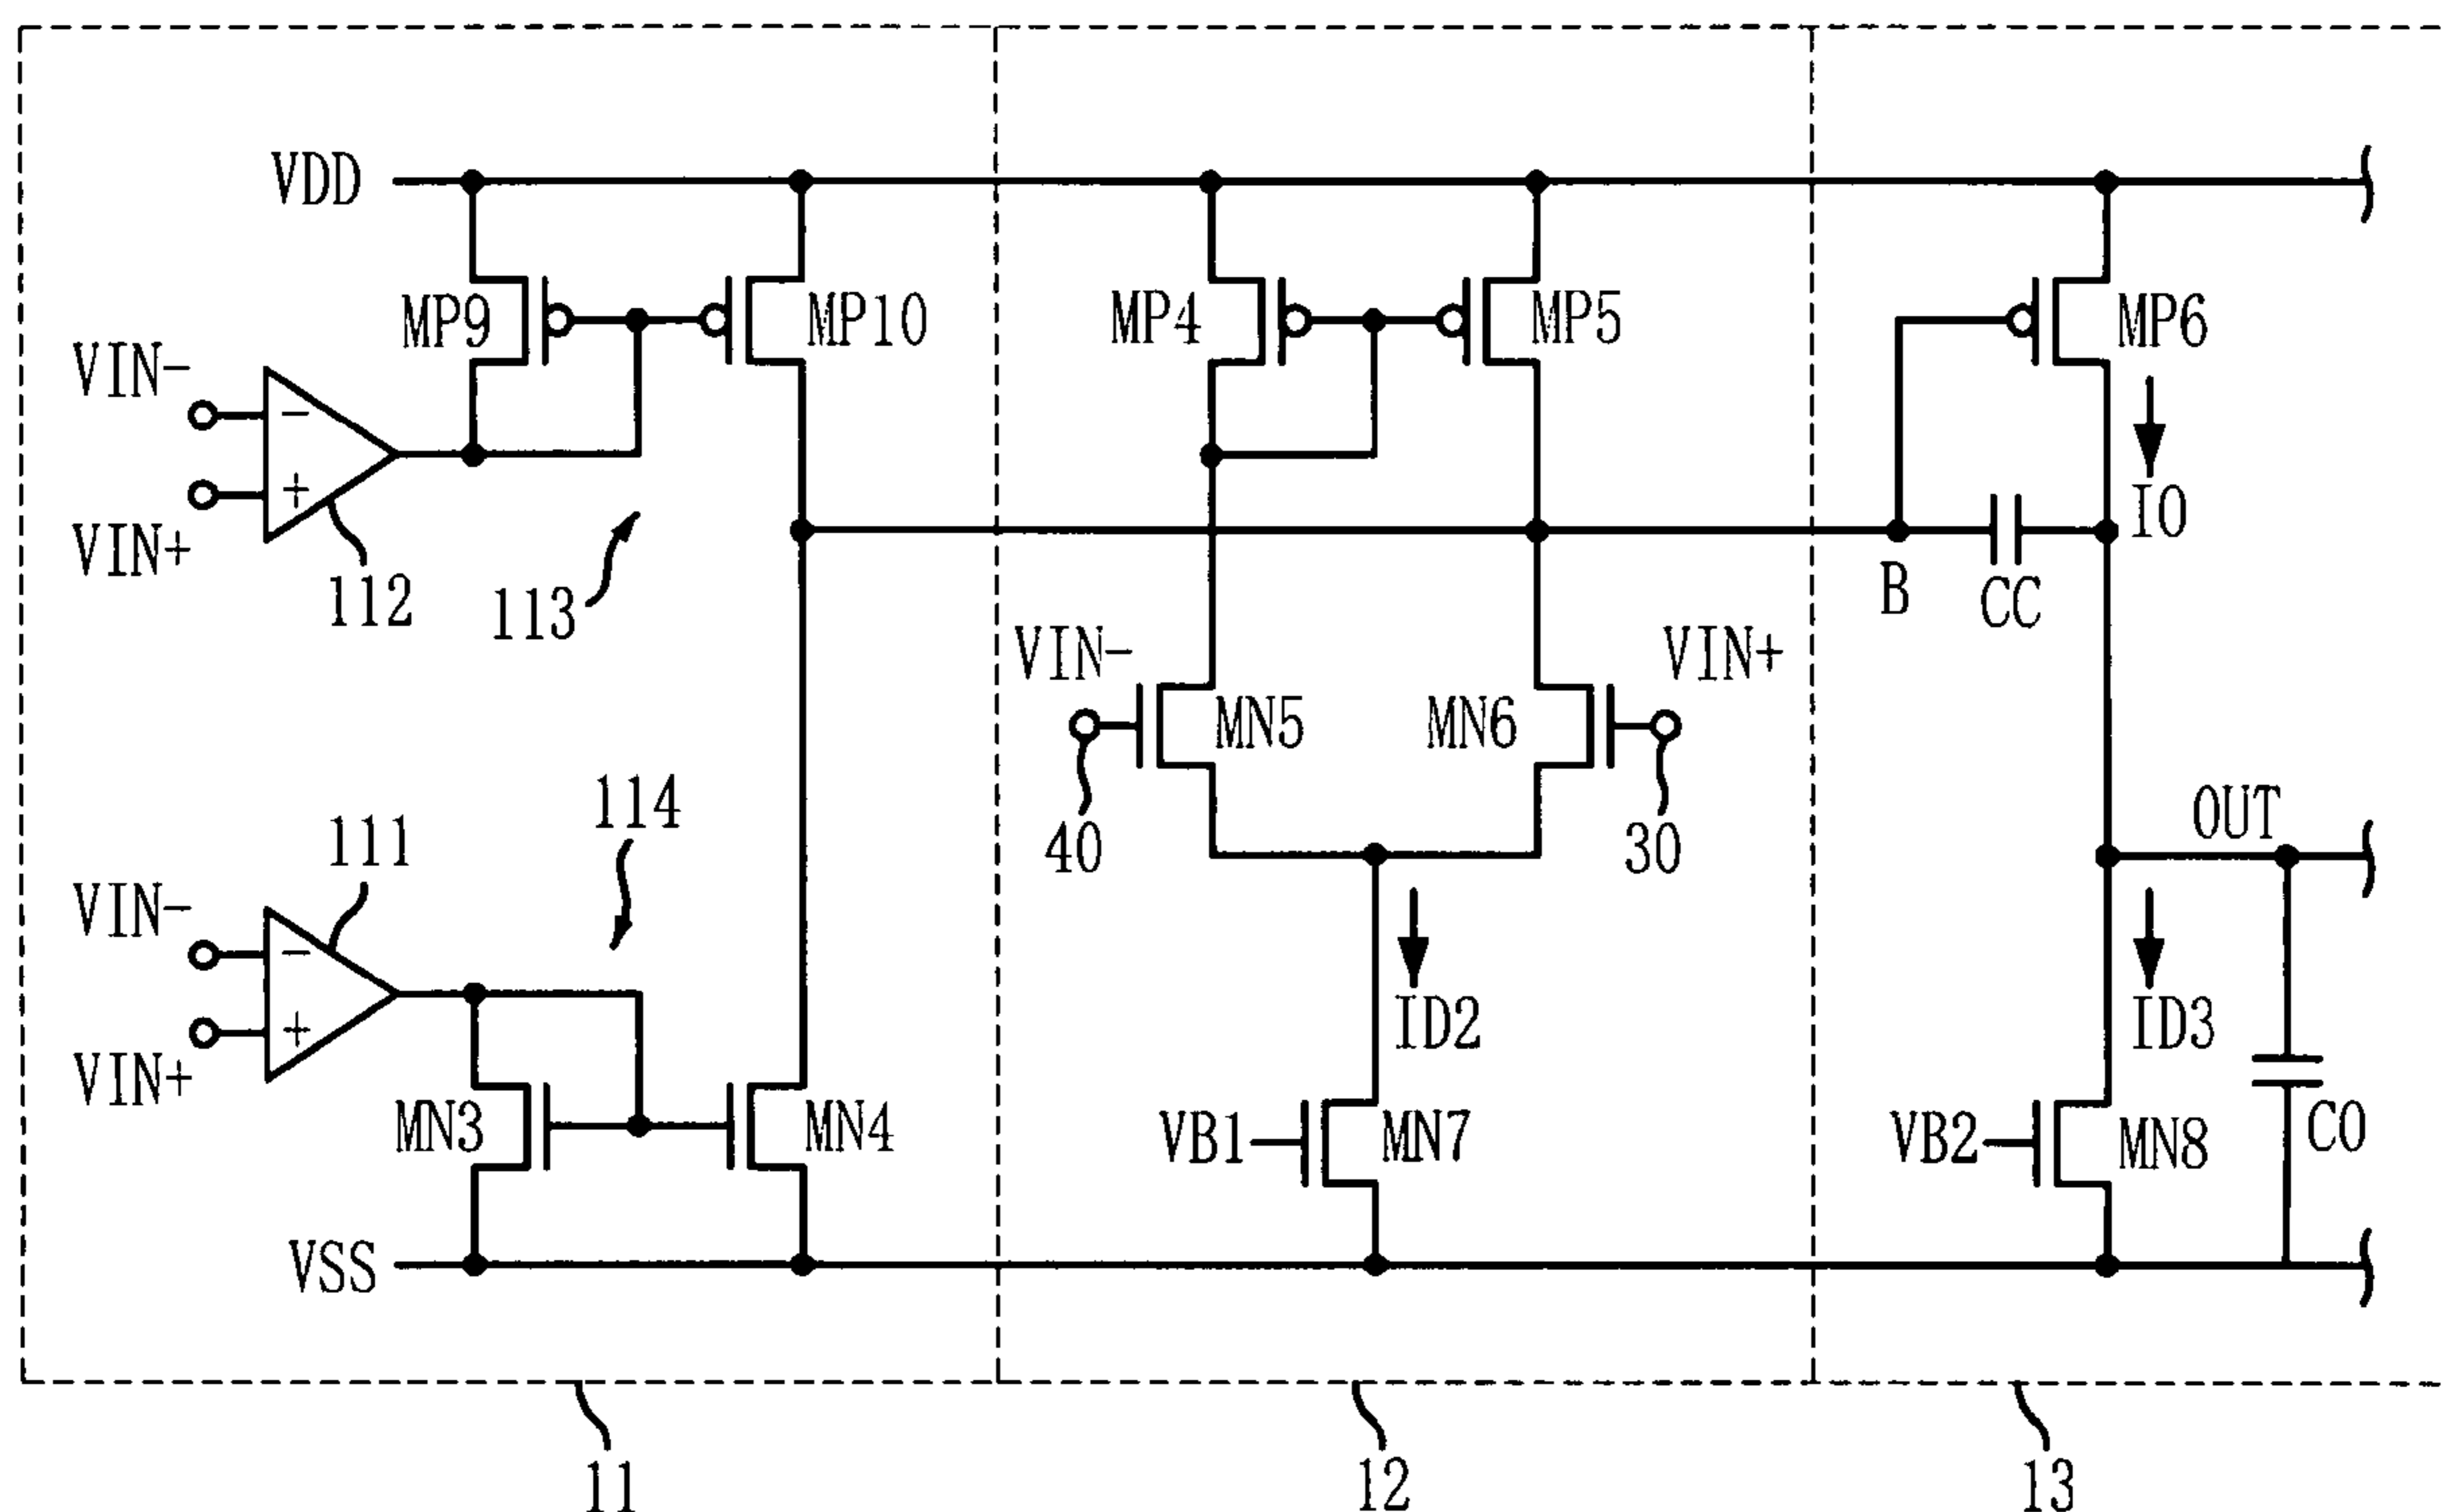 VDD
MP9
MP10
MP4
MP5
MP6
VIN-
-
+
VIN+
112
113
IO
B
CC
VIN-
VIN+
MN5
MN6
40
30
114
111
OUT
VIN-
-
+
VIN+
ID2
ID3
MN3
MN4
VB1
MN7
VB2
MN8
CO
VSS
11
12
13